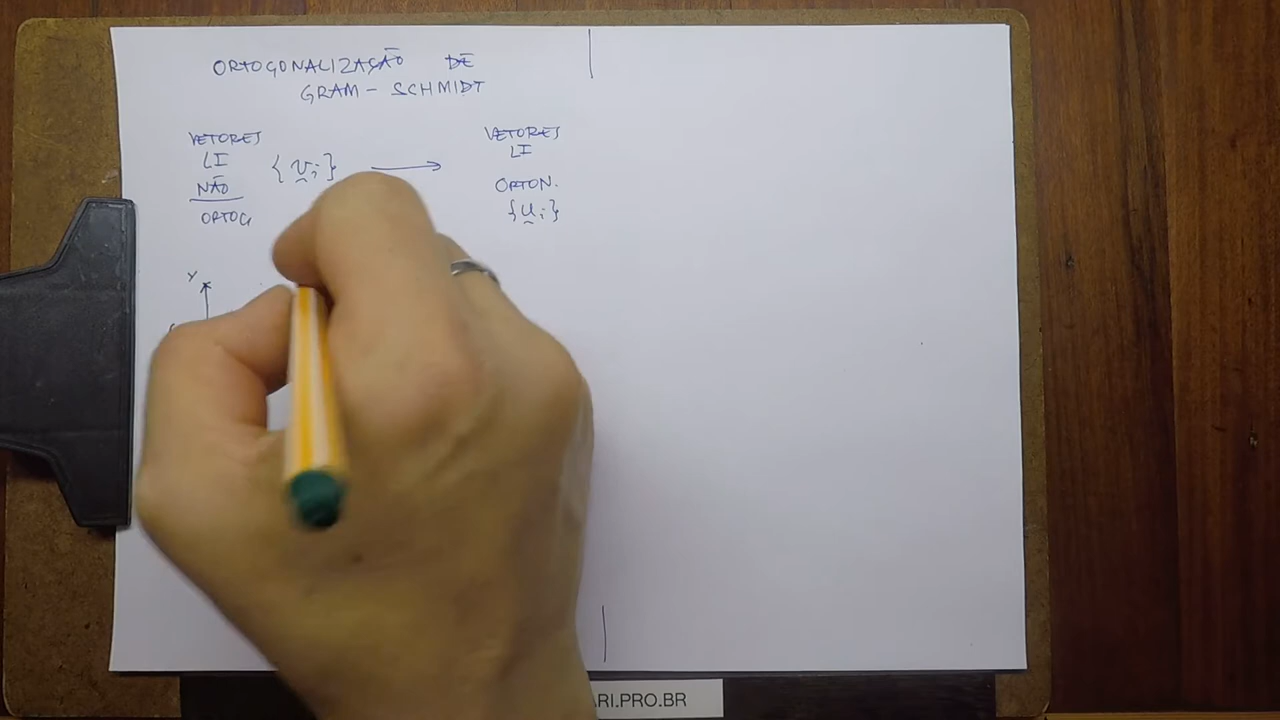 ORTOGONALIZAÇÃO DE
GRAM - SCHMIDT
VETORES
LI
NÃO
ORTOG
{v_i} →
VETORES
LI
ORTON.
{u_i}
Y
ARI.PRO.BR